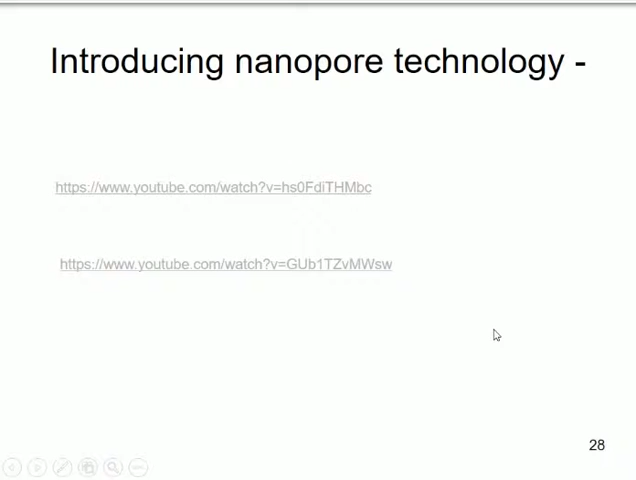 Introducing nanopore technology -
https://www.youtube.com/watch?v=hs0FdiTHMbc
https://www.youtube.com/watch?v=GUb1TZvMWsw
28